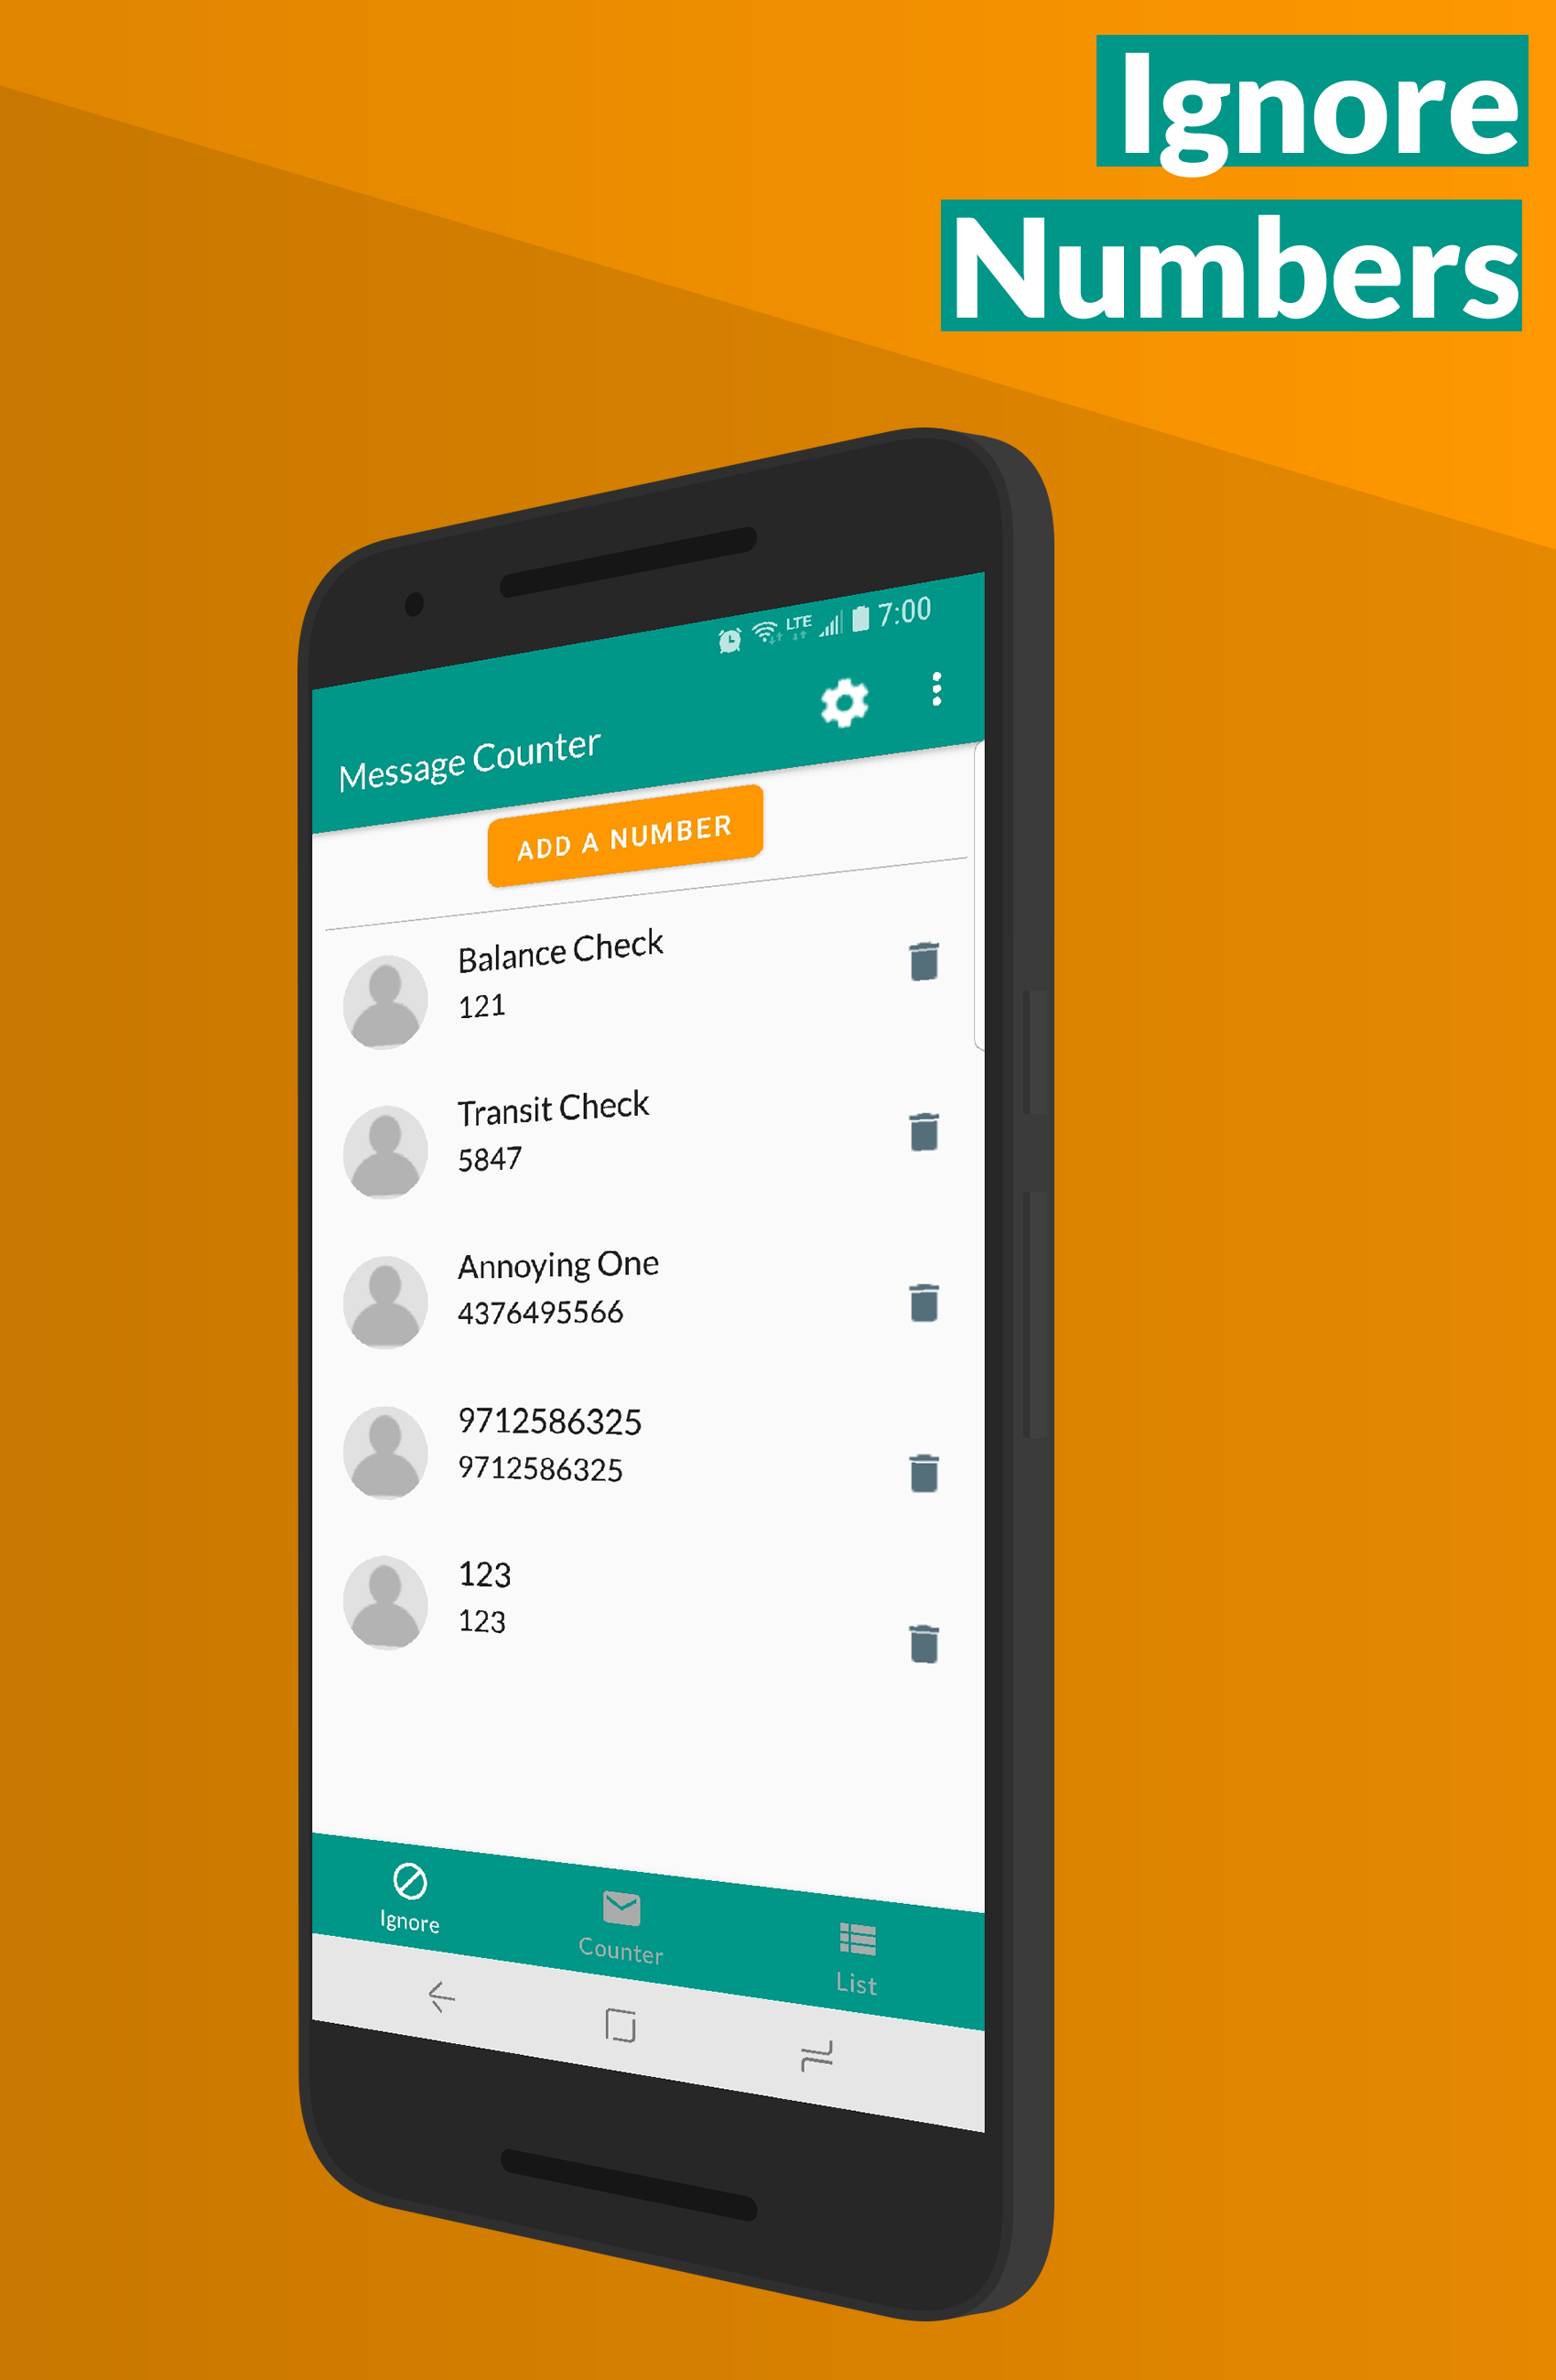 Ignore
Numbers
LTE 7:00
Message Counter
ADD A NUMBER
Balance Check
121
Transit Check
5847
Annoying One
4376495566
9712586325
9712586325
123
123
Ignore
Counter
List